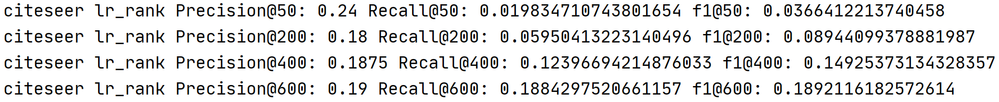 citeseer lr_rank Precision@50: 0.24 Recall@50: 0.019834710743801654 f1@50: 0.03664122213740458
citeseer lr_rank Precision@200: 0.18 Recall@200: 0.05950413223140496 f1@200: 0.08944099378881987
citeseer lr_rank Precision@400: 0.1875 Recall@400: 0.12396694214876033 f1@400: 0.14925373134328357
citeseer lr_rank Precision@600: 0.19 Recall@600: 0.1884297520661157 f1@600: 0.1892116182572614